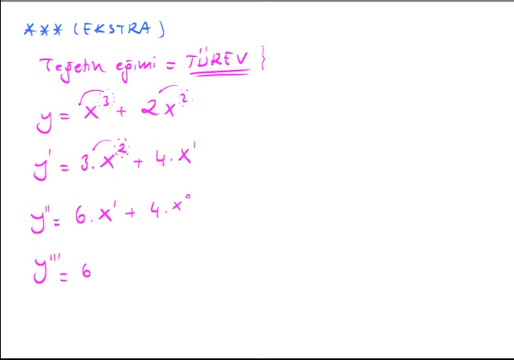 *** (EKSTRA)
Teğetin eğimi = TÜREV }
y = x³ + 2x²
y' = 3.x² + 4.x¹
y'' = 6.x¹ + 4.x⁰
y''' = 6